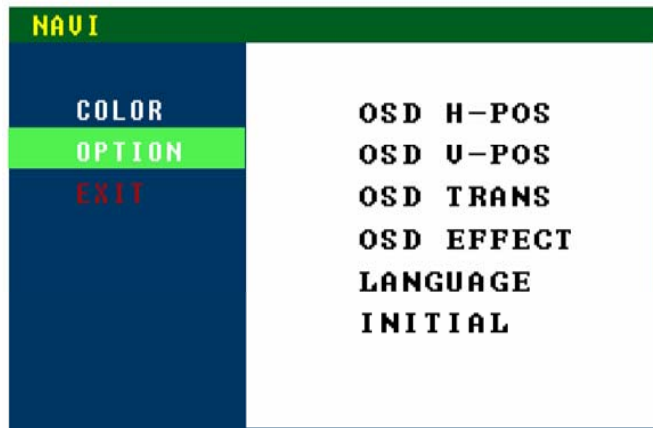 NAVI
COLOR
OPTION
EXIT
OSD H-POS
OSD V-POS
OSD TRANS
OSD EFFECT
LANGUAGE
INITIAL